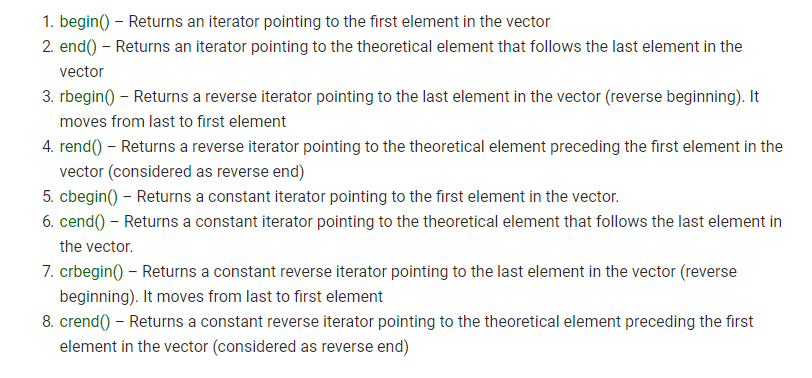 1. begin() – Returns an iterator pointing to the first element in the vector
2. end() – Returns an iterator pointing to the theoretical element that follows the last element in the
vector
3. rbegin() – Returns a reverse iterator pointing to the last element in the vector (reverse beginning). It
moves from last to first element
4. rend() – Returns a reverse iterator pointing to the theoretical element preceding the first element in the
vector (considered as reverse end)
5. cbegin() – Returns a constant iterator pointing to the first element in the vector.
6. cend() – Returns a constant iterator pointing to the theoretical element that follows the last element in
the vector.
7. crbegin() – Returns a constant reverse iterator pointing to the last element in the vector (reverse
beginning). It moves from last to first element
8. crend() – Returns a constant reverse iterator pointing to the theoretical element preceding the first
element in the vector (considered as reverse end)